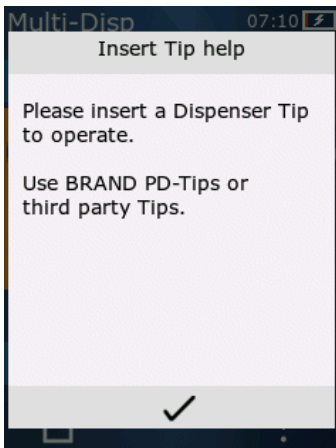 Multi-Disp 07:10
Insert Tip help
Please insert a Dispenser Tip
to operate.
Use BRAND PD-Tips or
third party Tips.